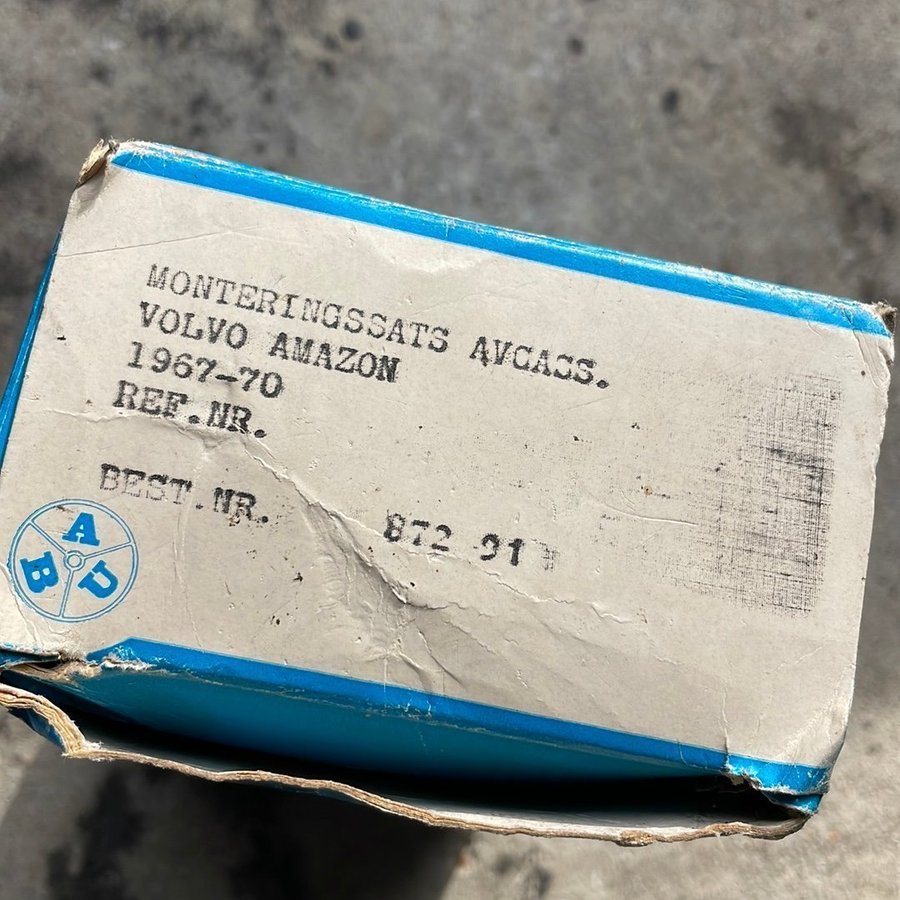 MONTERINGSSATS AVGASS.
VOLVO AMAZON
1967-70
REF.NR.
BEST.NR. 872 91
A
B U